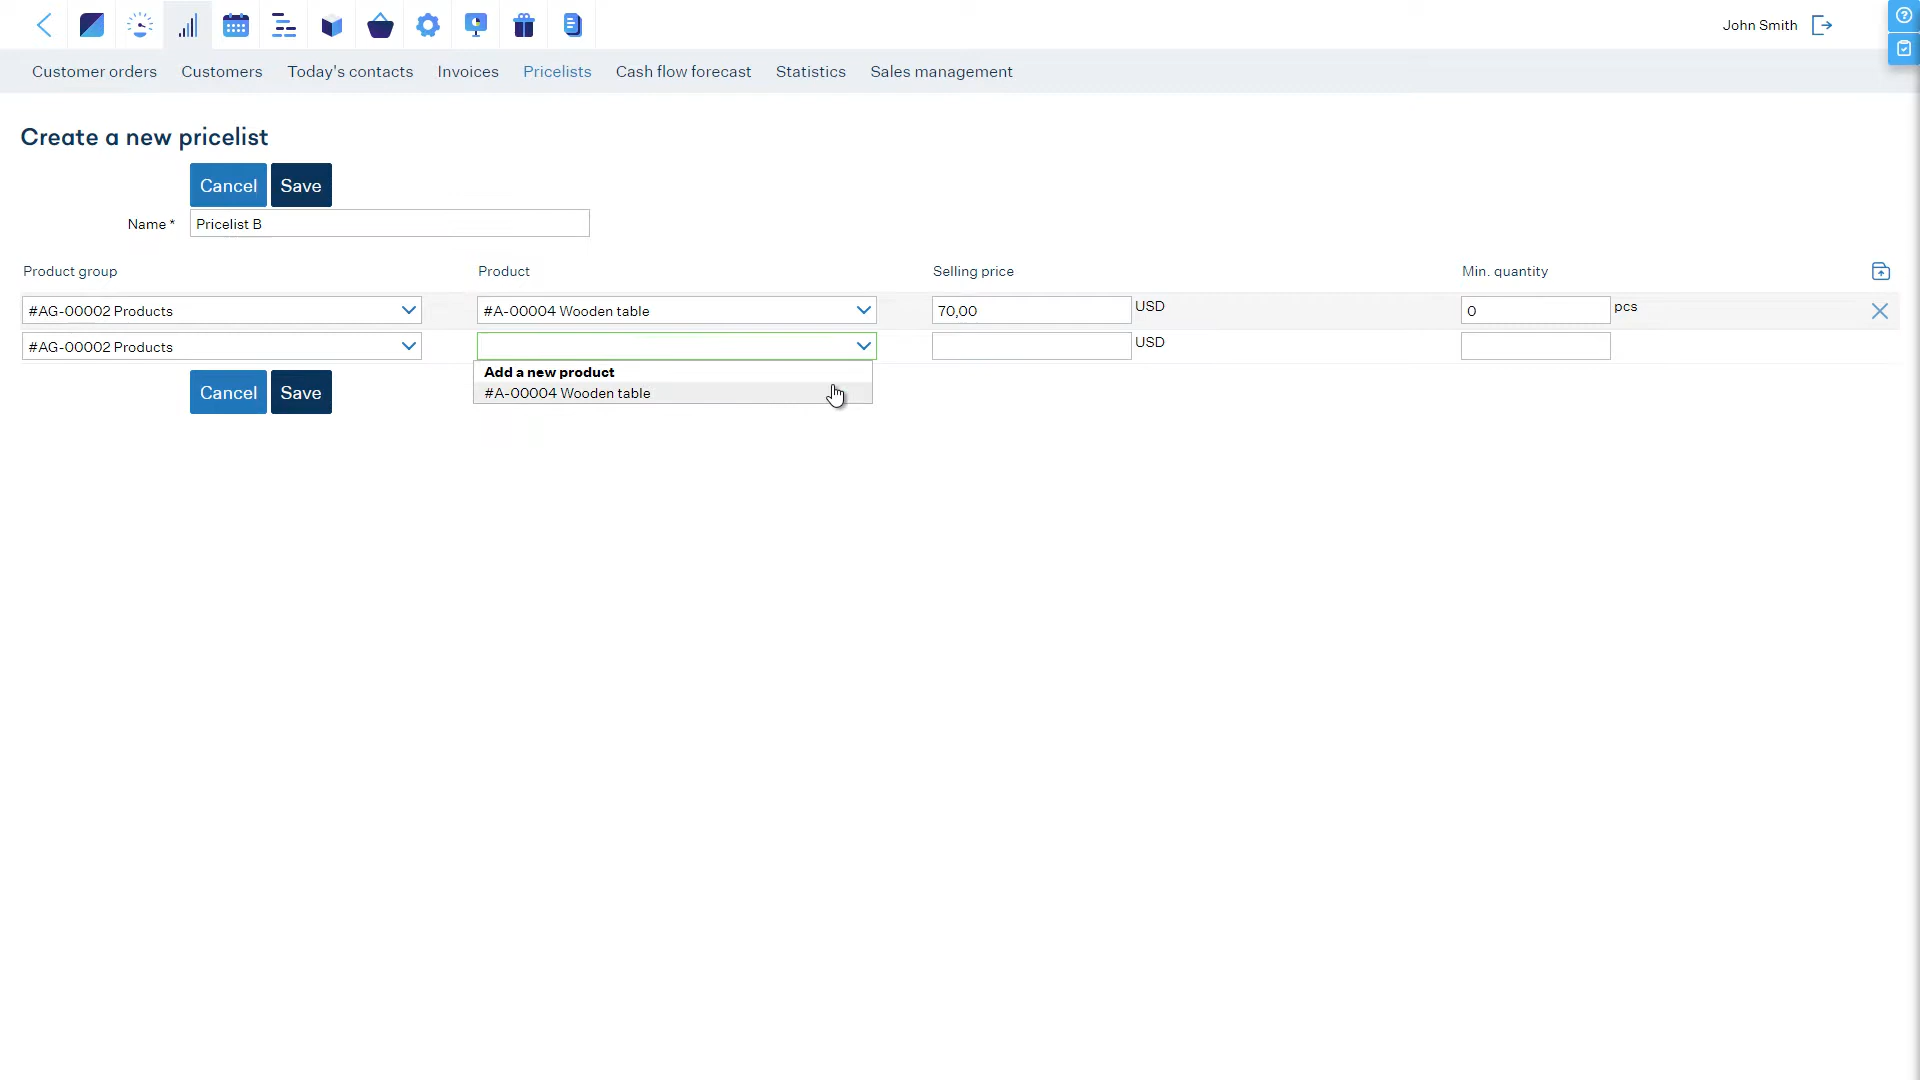 John Smith
Customer orders Customers Today's contacts Invoices Pricelists Cash flow forecast Statistics Sales management
Create a new pricelist
Cancel Save
Name * Pricelist B
Product group Product Selling price Min. quantity
#AG-00002 Products #A-00004 Wooden table 70,00 USD 0 pcs
#AG-00002 Products USD
Add a new product
Cancel Save #A-00004 Wooden table